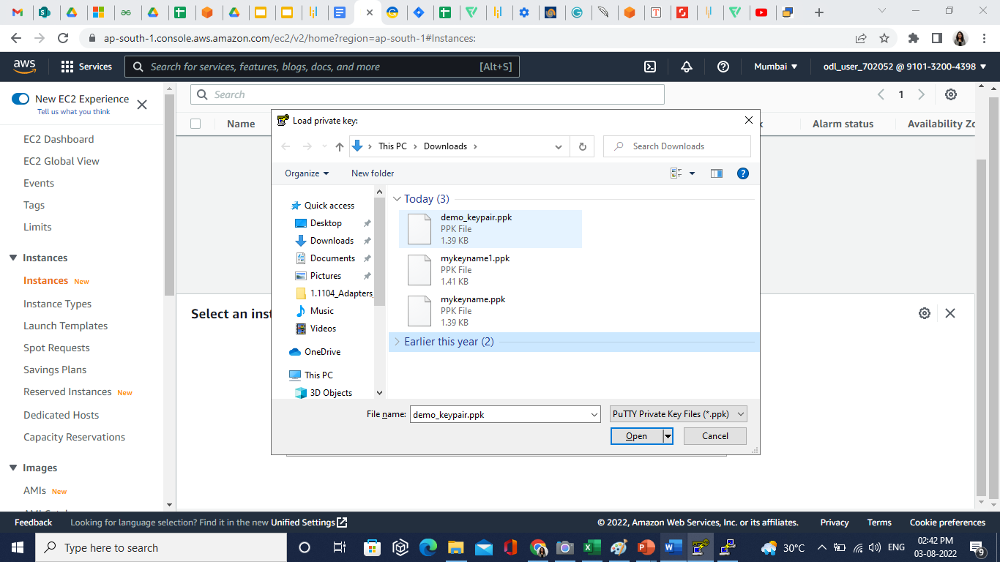 ap-south-1.console.aws.amazon.com/ec2/v2/home?region=ap-south-1#Instances:
aws
Services
Search for services, features, blogs, docs, and more
[Alt+S]
Mumbai
odl_user_702052 @ 9101-3200-4398
New EC2 Experience
Tell us what you think
EC2 Dashboard
EC2 Global View
Events
Tags
Limits
Instances
Instances New
Instance Types
Launch Templates
Spot Requests
Savings Plans
Reserved Instances New
Dedicated Hosts
Capacity Reservations
Images
AMIs New
Search
1
Name
Alarm status
Availability Zo
Select an inst
Load private key:
This PC
Downloads
Search Downloads
Organize
New folder
Quick access
Desktop
Downloads
Documents
Pictures
1.1104_Adapters_
Music
Videos
OneDrive
This PC
3D Objects
Today (3)
demo_keypair.ppk
PPK File
1.39 KB
mykeyname1.ppk
PPK File
1.41 KB
mykeyname.ppk
PPK File
1.39 KB
Earlier this year (2)
File name:
demo_keypair.ppk
PuTTY Private Key Files (*.ppk)
Open
Cancel
Feedback
Looking for language selection? Find it in the new Unified Settings
© 2022, Amazon Web Services, Inc. or its affiliates.
Privacy
Terms
Cookie preferences
Type here to search
30°C
ENG
02:42 PM
03-08-2022
9